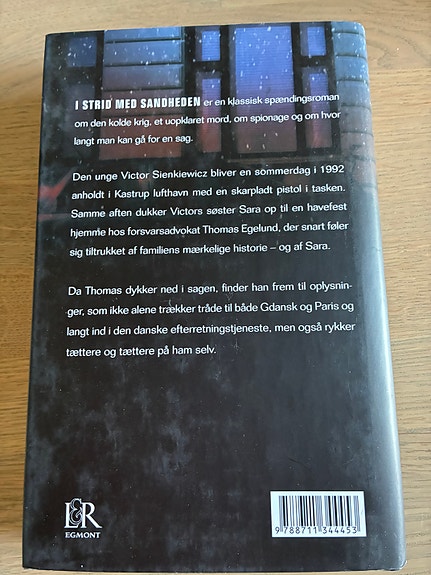 I STRID MED SANDHEDEN er en klassisk spændingsroman
om den kolde krig, et uopklaret mord, om spionage og om hvor
langt man kan gå for en sag.
Den unge Victor Sienkiewicz bliver en sommerdag i 1992
anholdt i Kastrup lufthavn med en skarpladt pistol i tasken.
Samme aften dukker Victors søster Sara op til en havefest
hjemme hos forsvarsadvokat Thomas Egelund, der snart føler
sig tiltrukket af familiens mærkelige historie – og af Sara.
Da Thomas dykker ned i sagen, finder han frem til oplysnin-
ger, som ikke alene trækker tråde til både Gdansk og Paris og
langt ind i den danske efterretningstjeneste, men også rykker
tættere og tættere på ham selv.
L&R
EGMONT
9 788711 344453